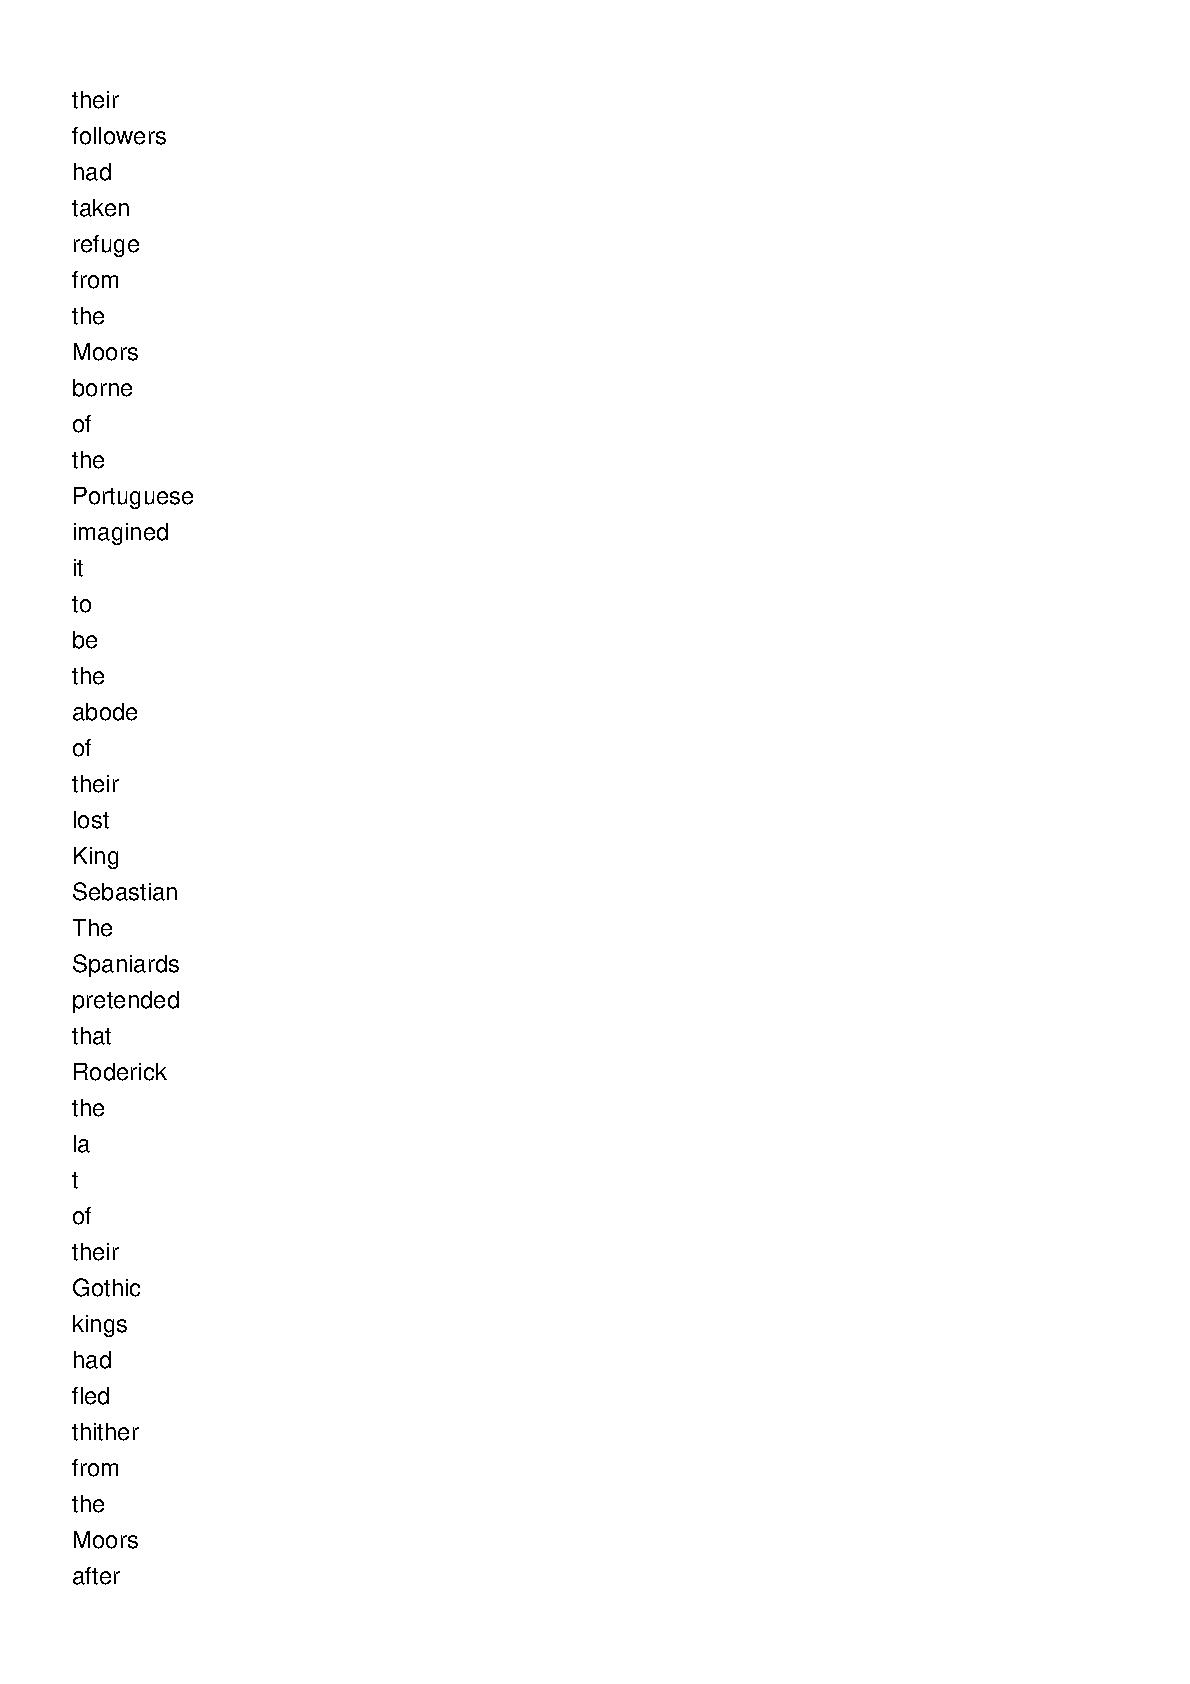 their
followers
had
taken
refuge
from
the
Moors
borne
of
the
Portuguese
imagined
it
to
be
the
abode
of
their
lost
King
Sebastian
The
Spaniards
pretended
that
Roderick
the
la
t
of
their
Gothic
kings
had
fled
thither
from
the
Moors
after